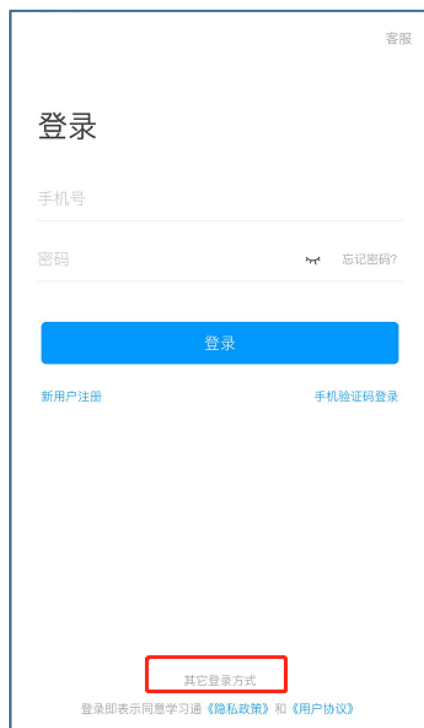 客服
登录
手机号
密码 忘记密码?
登录
新用户注册 手机验证码登录
其它登录方式
登录即表示同意学习通《隐私政策》和《用户协议》